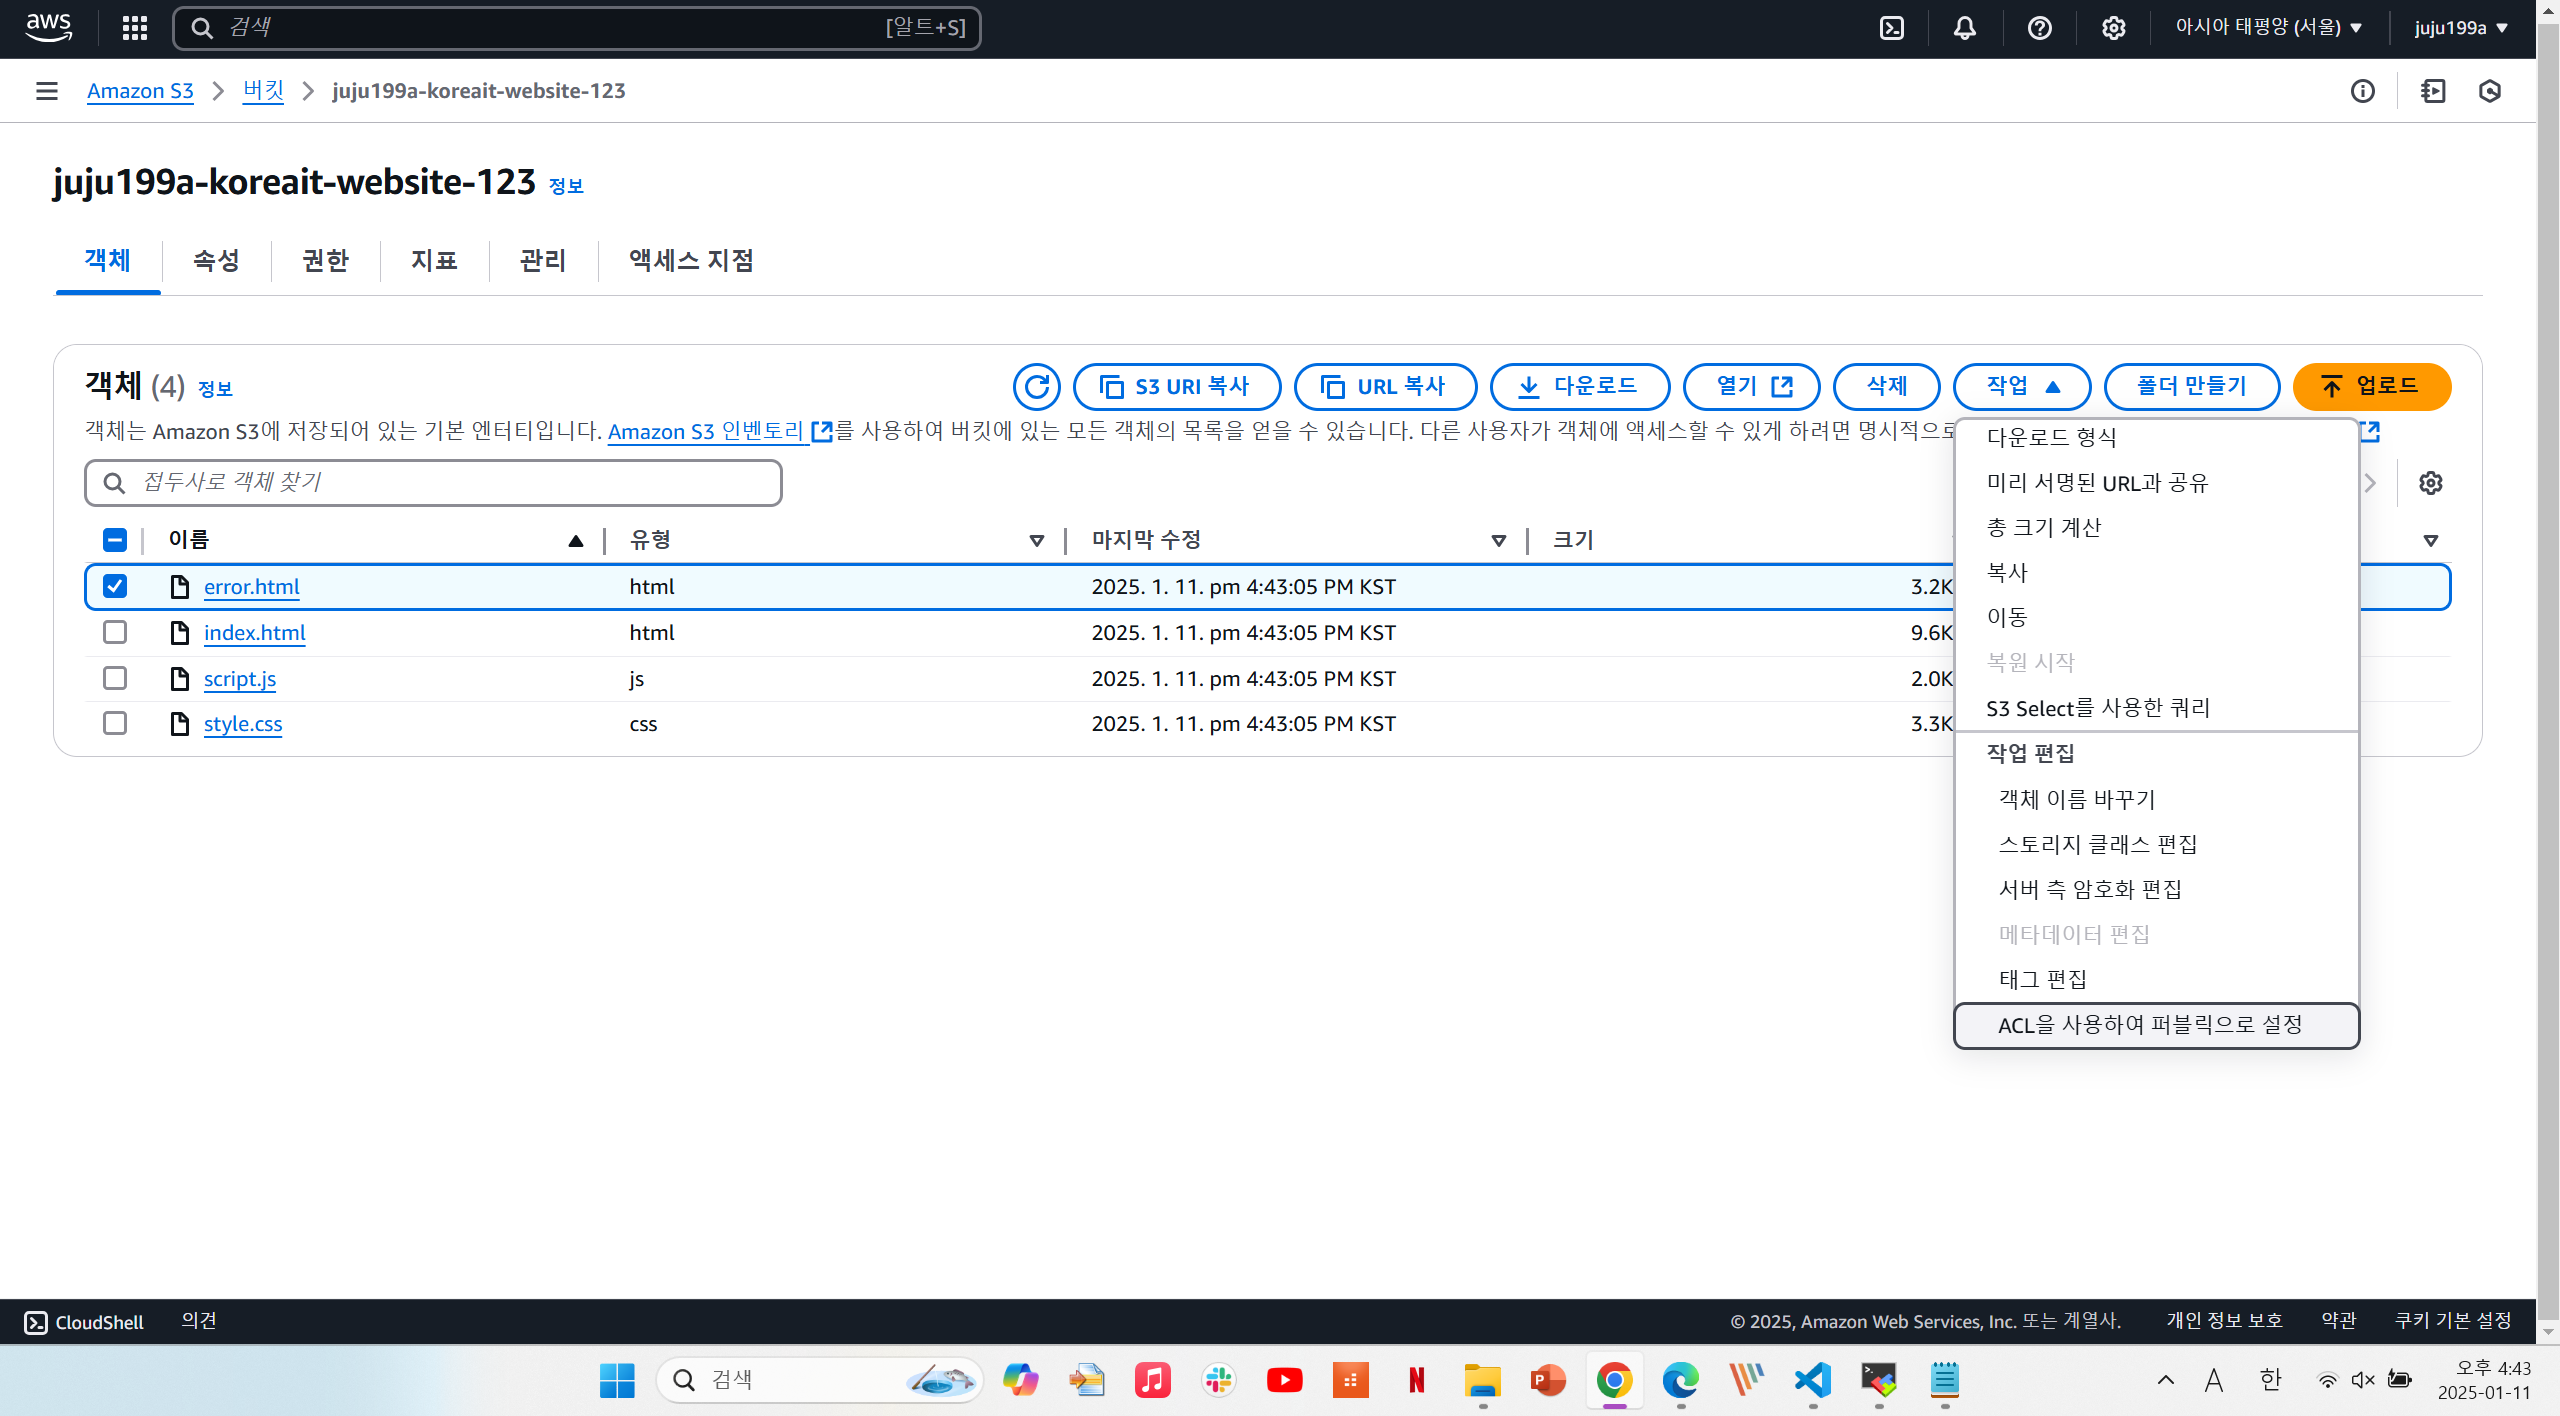 aws
검색
[알트+S]
아시아 태평양 (서울)
juju199a
Amazon S3
버킷
juju199a-koreait-website-123
juju199a-koreait-website-123 정보
객체
속성
권한
지표
관리
액세스 지점
객체 (4) 정보
S3 URI 복사
URL 복사
다운로드
열기
삭제
작업
폴더 만들기
업로드
객체는 Amazon S3에 저장되어 있는 기본 엔터티입니다. Amazon S3 인벤토리 를 사용하여 버킷에 있는 모든 객체의 목록을 얻을 수 있습니다. 다른 사용자가 객체에 액세스할 수 있게 하려면 명시적으로
접두사로 객체 찾기
이름 유형 마지막 수정 크기
error.html html 2025. 1. 11. pm 4:43:05 PM KST 3.2K
index.html html 2025. 1. 11. pm 4:43:05 PM KST 9.6K
script.js js 2025. 1. 11. pm 4:43:05 PM KST 2.0K
style.css css 2025. 1. 11. pm 4:43:05 PM KST 3.3K
다운로드 형식
미리 서명된 URL과 공유
총 크기 계산
복사
이동
복원 시작
S3 Select를 사용한 쿼리
작업 편집
객체 이름 바꾸기
스토리지 클래스 편집
서버 측 암호화 편집
메타데이터 편집
태그 편집
ACL을 사용하여 퍼블릭으로 설정
CloudShell
의견
© 2025, Amazon Web Services, Inc. 또는 계열사.
개인 정보 보호
약관
쿠키 기본 설정
검색
A
한
오후 4:43
2025-01-11